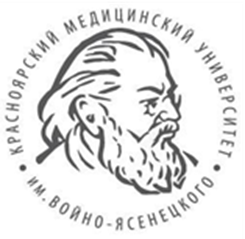 КРАСНОЯРСКИЙ МЕДИЦИНСКИЙ УНИВЕРСИТЕТ
ИМ. ВОЙНО-ЯСЕНЕЦКОГО